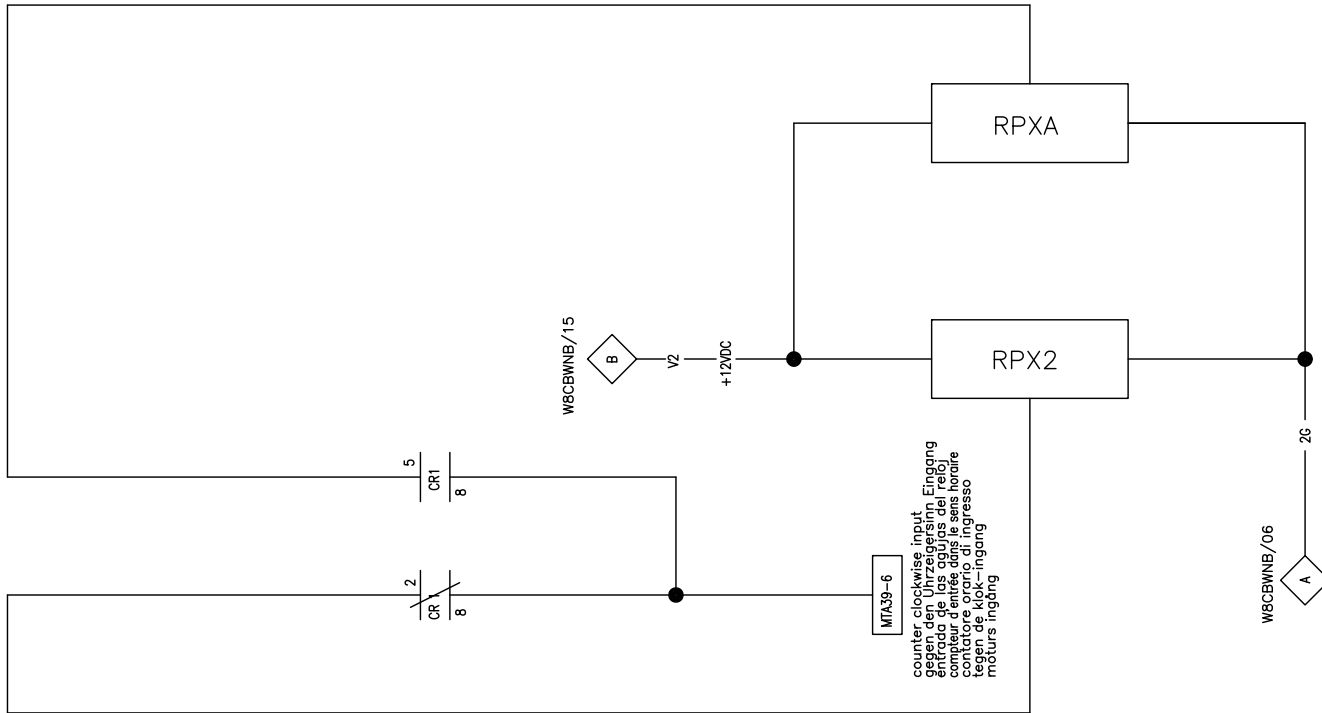 RPXA
W8CBWNB/15
B
V2
+12VDC
RPX2
5
CR1
8
2
CR1
8
MTA39-6
counter clockwise input
gegen den Uhrzeigersinn Eingang
entrada de las agujas del reloj
compteur d'entrée dans le sens horaire
contatore orario di ingresso
tegen de klok-ingang
moturs ingång
2G
W8CBWNB/06
A